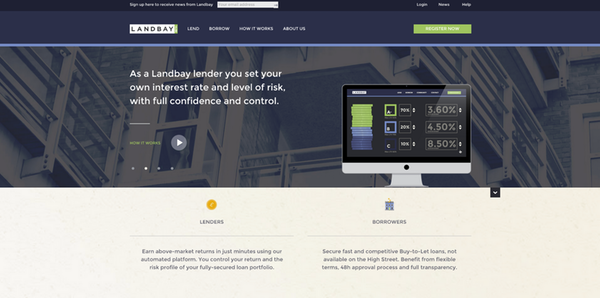 Sign up here to receive news from Landbay
Your email address
Login
News
Help
LANDBAY
LEND
BORROW
HOW IT WORKS
ABOUT US
REGISTER NOW
As a Landbay lender you set your
own interest rate and level of risk,
with full confidence and control.
HOW IT WORKS
LANDBAY
A
70%
3,60%
B
20%
4,50%
C
10%
8,50%
LENDERS
BORROWERS
Earn above-market returns in just minutes using our
automated platform. You control your return and the
risk profile of your fully-secured loan portfolio.
Secure fast and competitive Buy-to-Let loans, not
available on the High Street. Benefit from flexible
terms, 48h approval process and full transparency.